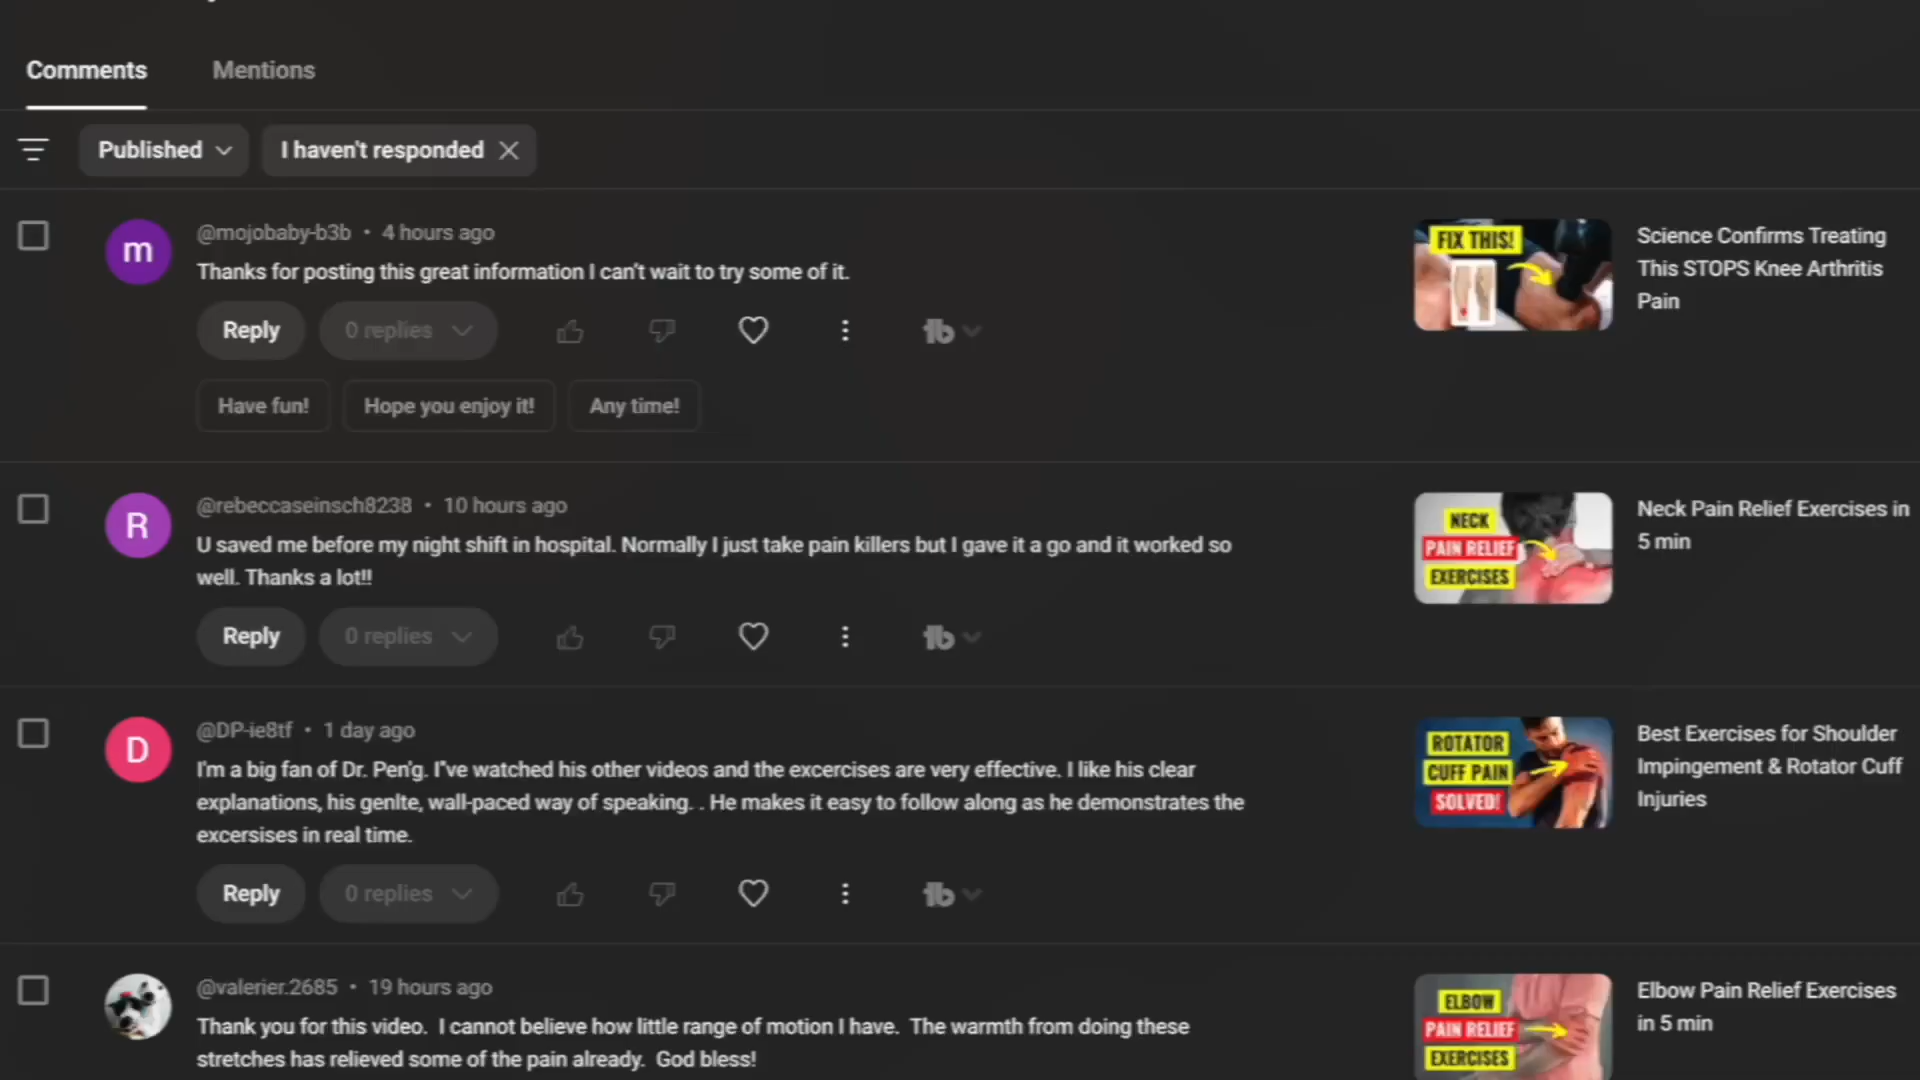 Comments
Mentions
Published
I haven't responded
@mojobaby-b3b • 4 hours ago
Thanks for posting this great information I can't wait to try some of it.
Reply
0 replies
Have fun!
Hope you enjoy it!
Any time!
FIX THIS!
Science Confirms Treating
This STOPS Knee Arthritis
Pain
R
@rebeccaseinsch8238 • 10 hours ago
U saved me before my night shift in hospital. Normally I just take pain killers but I gave it a go and it worked so
well. Thanks a lot!!
Reply
0 replies
NECK
PAIN RELIEF
EXERCISES
Neck Pain Relief Exercises in
5 min
D
@DP-ie8tf • 1 day ago
I'm a big fan of Dr. Pen'g. I"ve watched his other videos and the excercises are very effective. I like his clear
explanations, his genlte, wall-paced way of speaking. . He makes it easy to follow along as he demonstrates the
excersises in real time.
Reply
0 replies
ROTATOR
CUFF PAIN
SOLVED!
Best Exercises for Shoulder
Impingement & Rotator Cuff
Injuries
@valerier.2685 • 19 hours ago
Thank you for this video.  I cannot believe how little range of motion I have.  The warmth from doing these
stretches has relieved some of the pain already.  God bless!
ELBOW
PAIN RELIEF
EXERCISES
Elbow Pain Relief Exercises
in 5 min